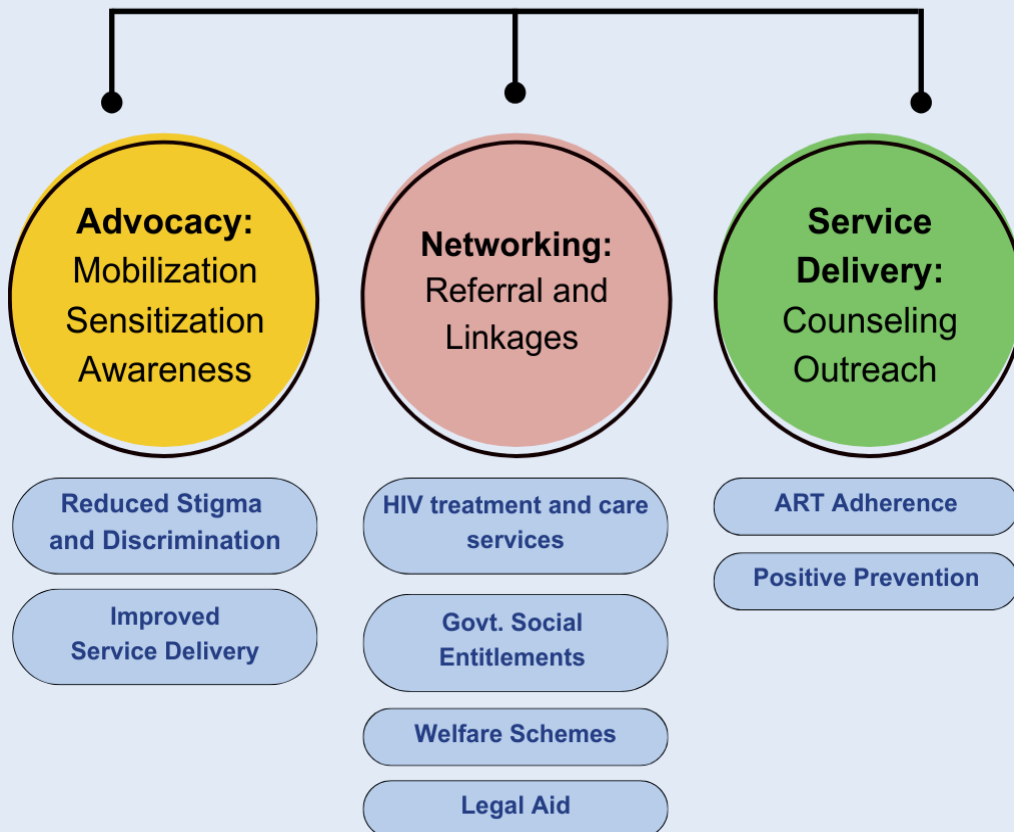 Advocacy:
Mobilization
Sensitization
Awareness
Reduced Stigma
and Discrimination
Improved
Service Delivery
Networking:
Referral and
Linkages
HIV treatment and care
services
Govt. Social
Entitlements
Welfare Schemes
Legal Aid
Service
Delivery:
Counseling
Outreach
ART Adherence
Positive Prevention